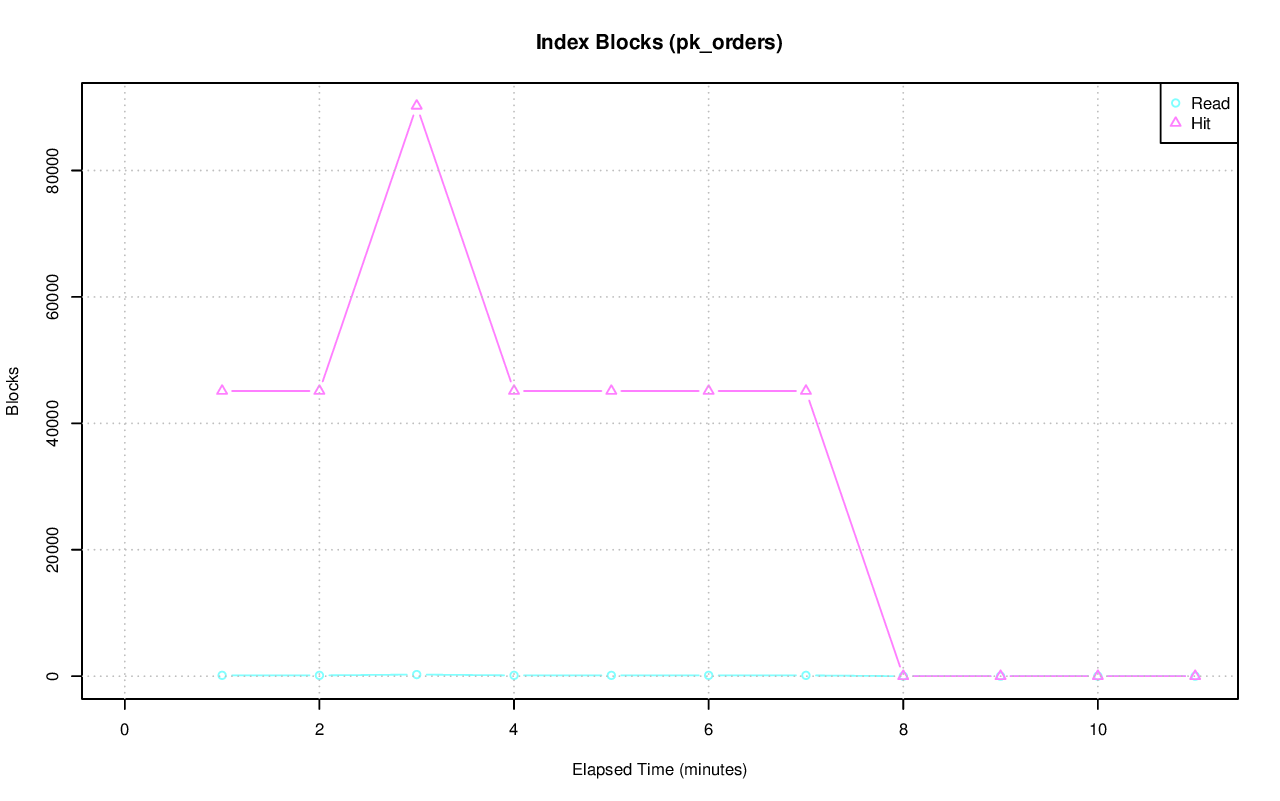 Index Blocks (pk_orders)
Read
Hit
Blocks
80000
60000
40000
20000
0
0 2 4 6 8 10
Elapsed Time (minutes)